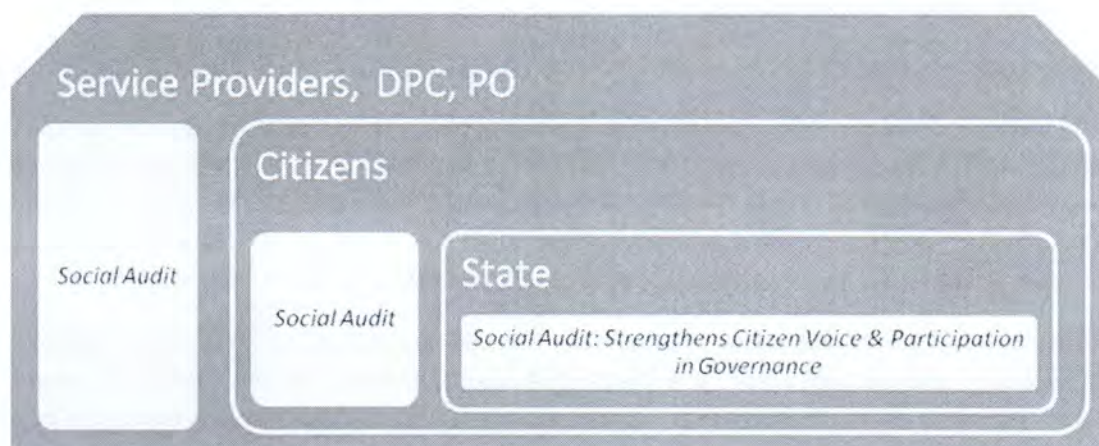 Service Providers, DPC, PO
Citizens
Social Audit
State
Social Audit
Social Audit: Strengthens Citizen Voice & Participation
in Governance